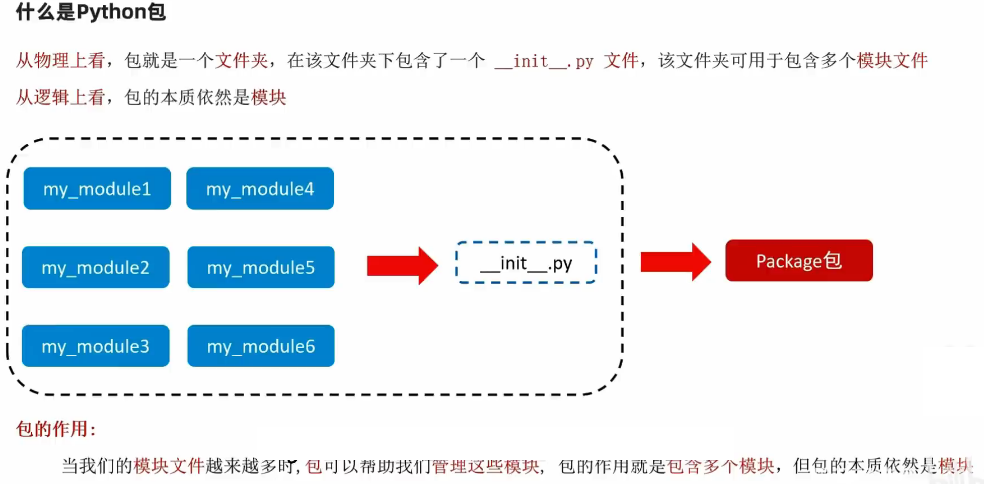 什么是Python包
从物理上看，包就是一个文件夹，在该文件夹下包含了一个 __init__.py 文件，该文件夹可用于包含多个模块文件
从逻辑上看，包的本质依然是模块
my_module1 my_module4
my_module2 my_module5 __init__.py Package包
my_module3 my_module6
包的作用:
当我们的模块文件越来越多时,包可以帮助我们管理这些模块, 包的作用就是包含多个模块，但包的本质依然是模块